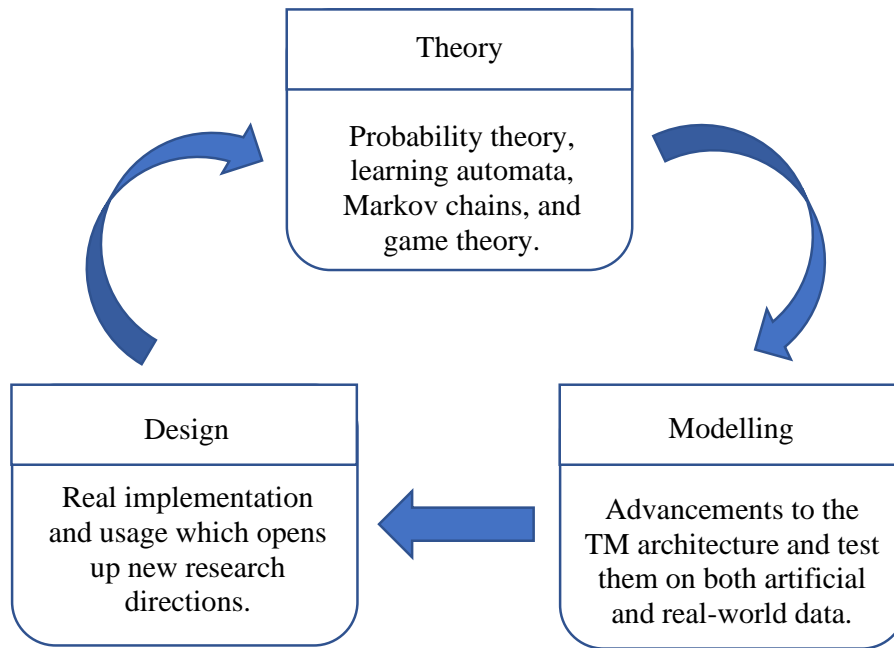 Theory
Probability theory,
learning automata,
Markov chains, and
game theory.
Design
Real implementation
and usage which opens
up new research
directions.
Modelling
Advancements to the
TM architecture and test
them on both artificial
and real-world data.